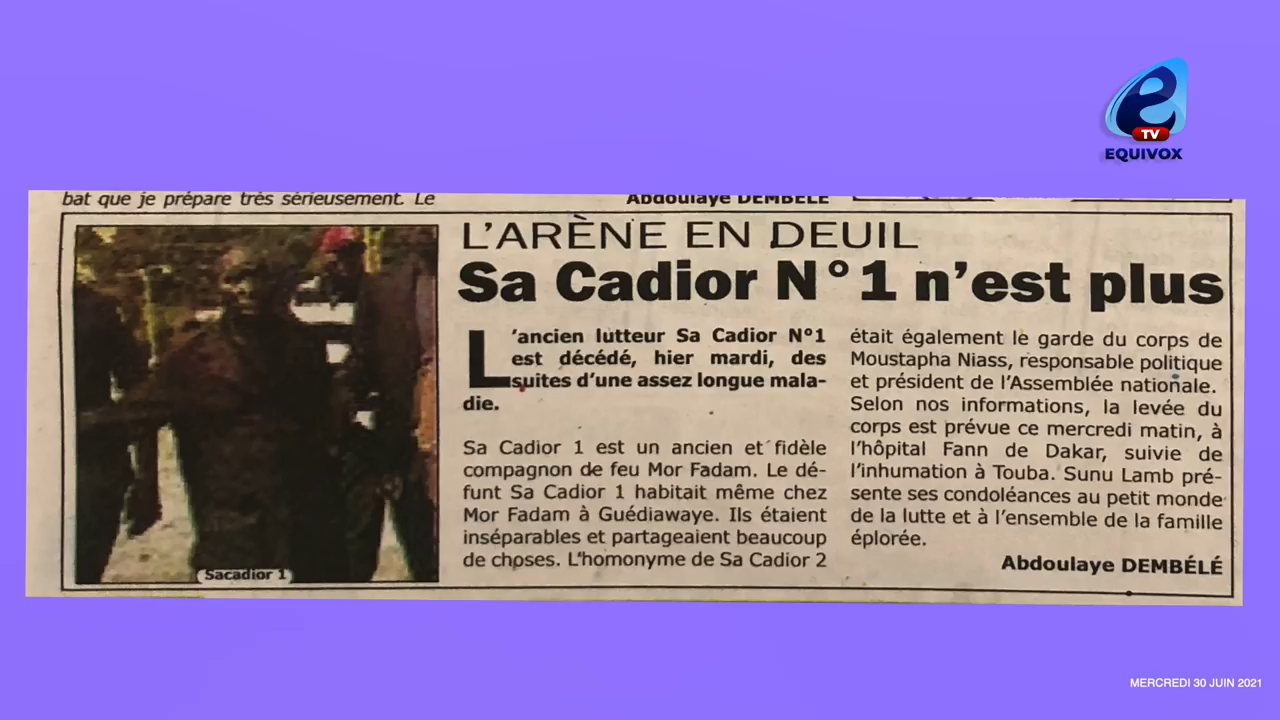 TV
EQUIVOX
bat que je prépare très sérieusement. Le
Abdoulaye DEMBÉLÉ
L'ARÈNE EN DEUIL
Sa Cadior N°1 n'est plus
Sacadior 1
L'ancien lutteur Sa Cadior N°1
est décédé, hier mardi, des
suites d'une assez longue mala-
die.
Sa Cadior 1 est un ancien et fidèle
compagnon de feu Mor Fadam. Le dé-
funt Sa Cadior 1 habitait même chez
Mor Fadam à Guédiawaye. Ils étaient
inséparables et partageaient beaucoup
de choses. L'homonyme de Sa Cadior 2
était également le garde du corps de
Moustapha Niass, responsable politique
et président de l'Assemblée nationale.
Selon nos informations, la levée du
corps est prévue ce mercredi matin, à
l'hôpital Fann de Dakar, suivie de
l'inhumation à Touba. Sunu Lamb pré-
sente ses condoléances au petit monde
de la lutte et à l'ensemble de la famille
éplorée.
Abdoulaye DEMBÉLÉ
MERCREDI 30 JUIN 2021